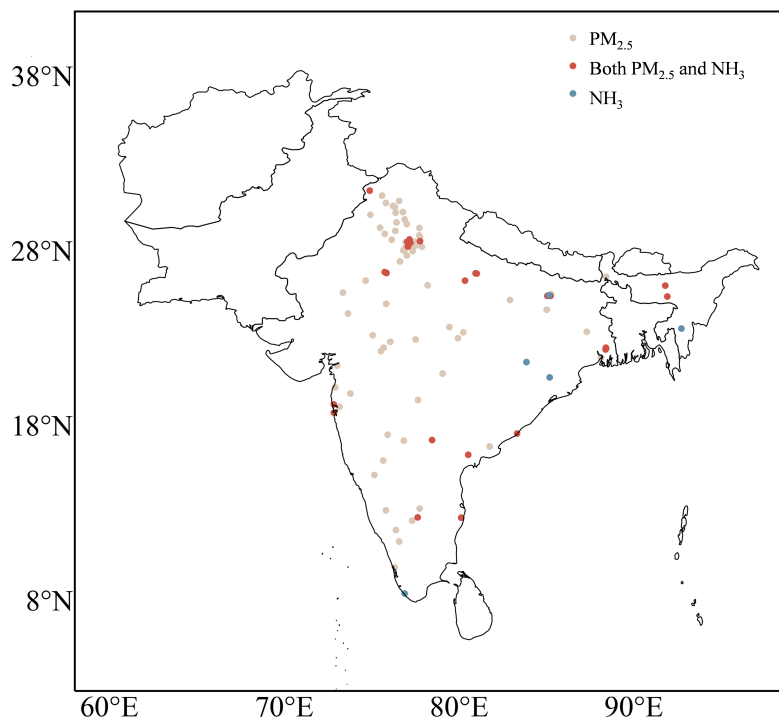 PM₂.₅
38°N
Both PM₂.₅ and NH₃
NH₃
28°N
18°N
8°N
60°E 70°E 80°E 90°E